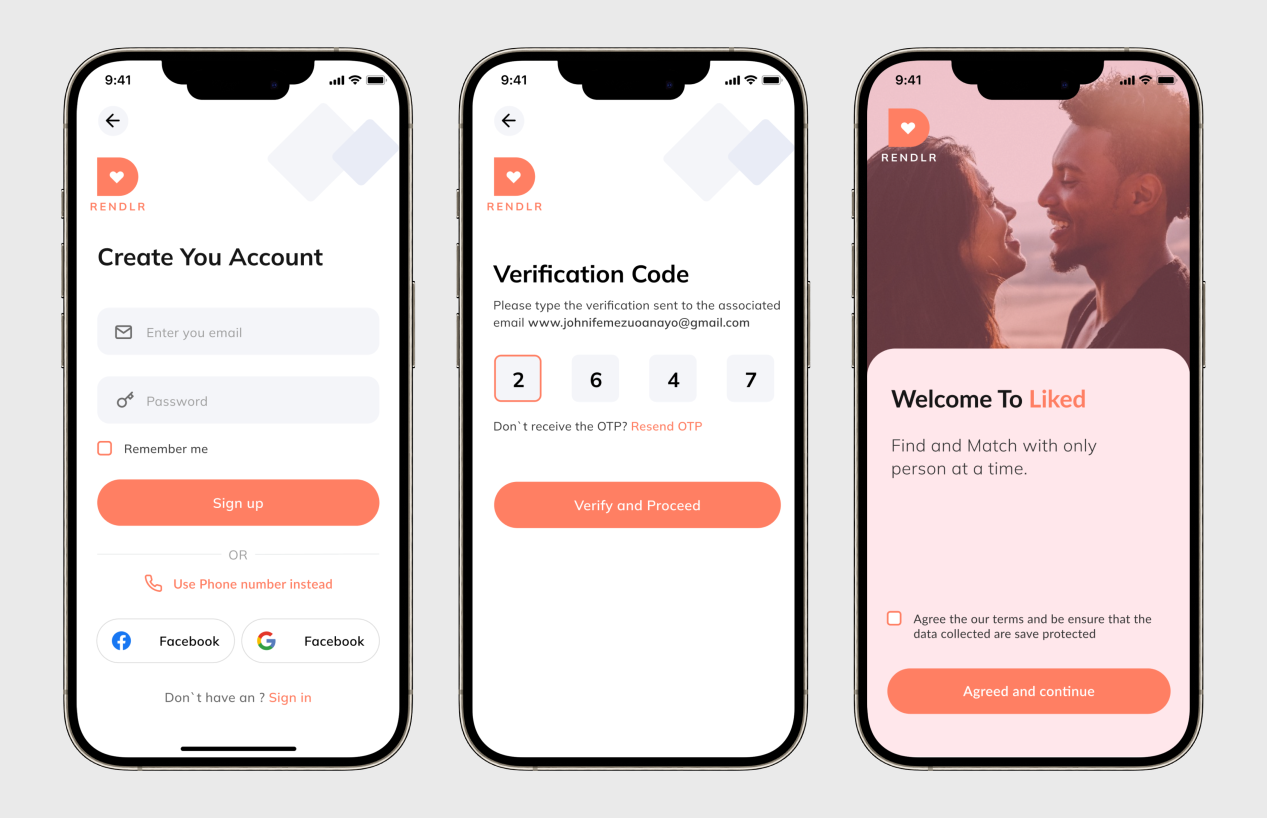 9:41
RENDLR
Create You Account
Enter you email
Password
Remember me
Sign up
OR
Use Phone number instead
Facebook
Facebook
Don`t have an ? Sign in
9:41
RENDLR
Verification Code
Please type the verification sent to the associated
email www.johnifemezuoanayo@gmail.com
2 6 4 7
Don`t receive the OTP? Resend OTP
Verify and Proceed
9:41
RENDLR
Welcome To Liked
Find and Match with only
person at a time.
Agree the our terms and be ensure that the
data collected are save protected
Agreed and continue